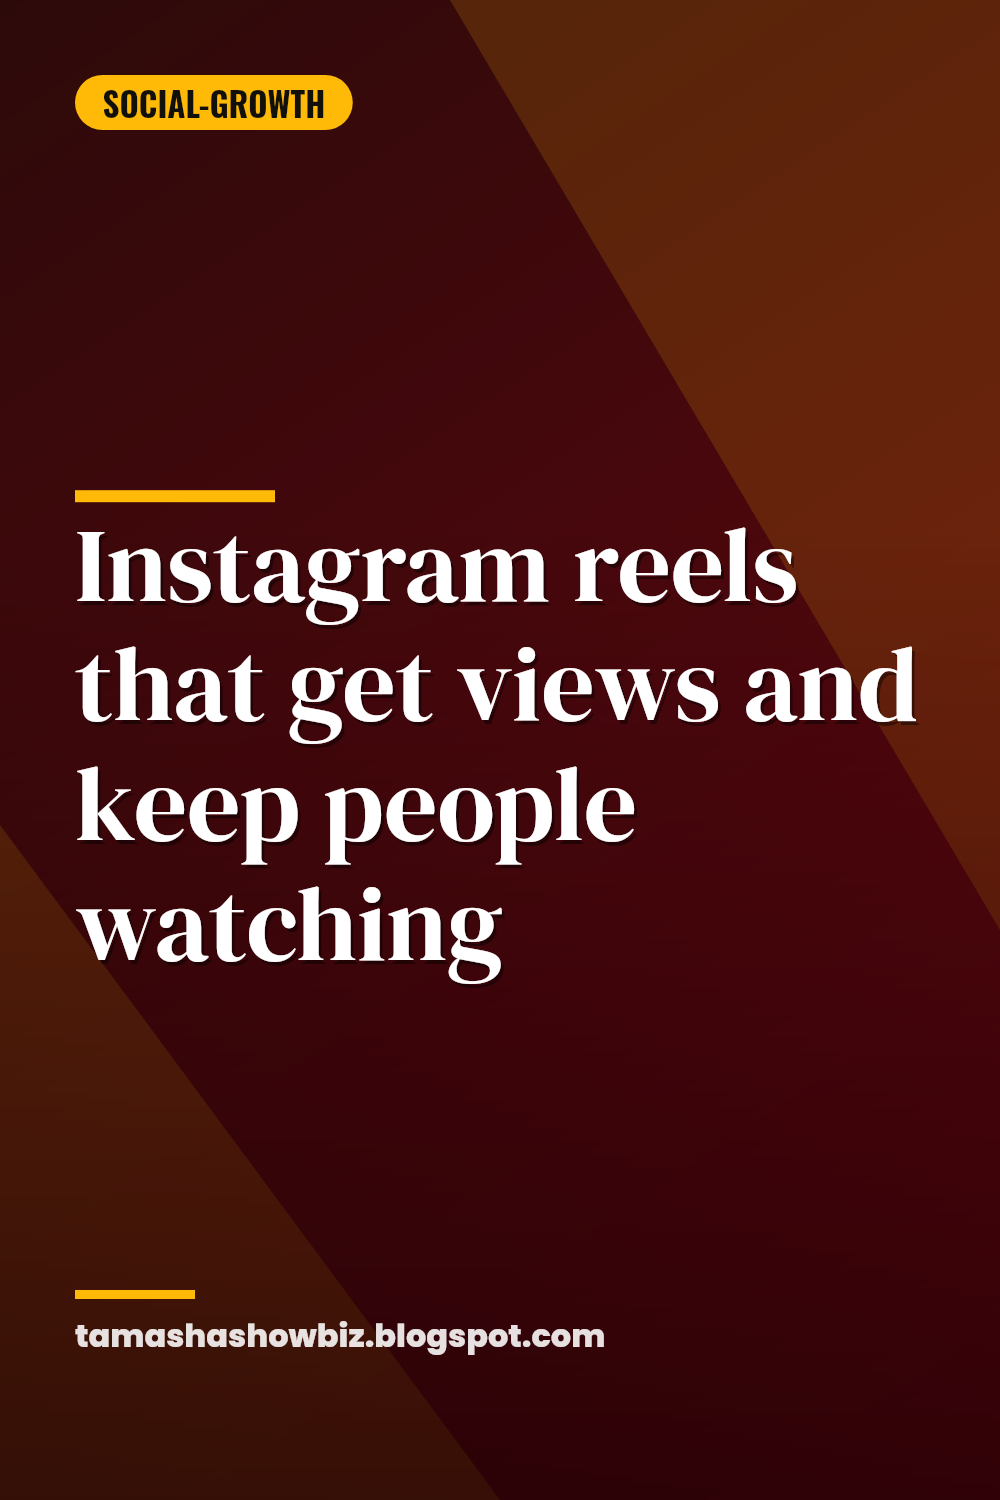 SOCIAL-GROWTH
Instagram reels
that get views and
keep people
watching
tamashashowbiz.blogspot.com